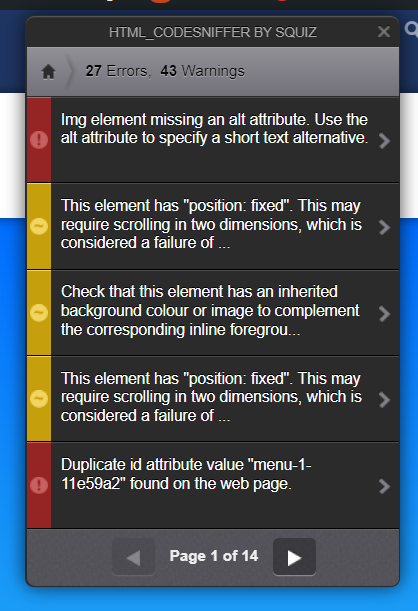 HTML_CODESNIFFER BY SQUIZ
27 Errors, 43 Warnings
Img element missing an alt attribute. Use the
alt attribute to specify a short text alternative.
This element has "position: fixed". This may
require scrolling in two dimensions, which is
considered a failure of ...
Check that this element has an inherited
background colour or image to complement
the corresponding inline foregrou...
This element has "position: fixed". This may
require scrolling in two dimensions, which is
considered a failure of ...
Duplicate id attribute value "menu-1-
11e59a2" found on the web page.
Page 1 of 14